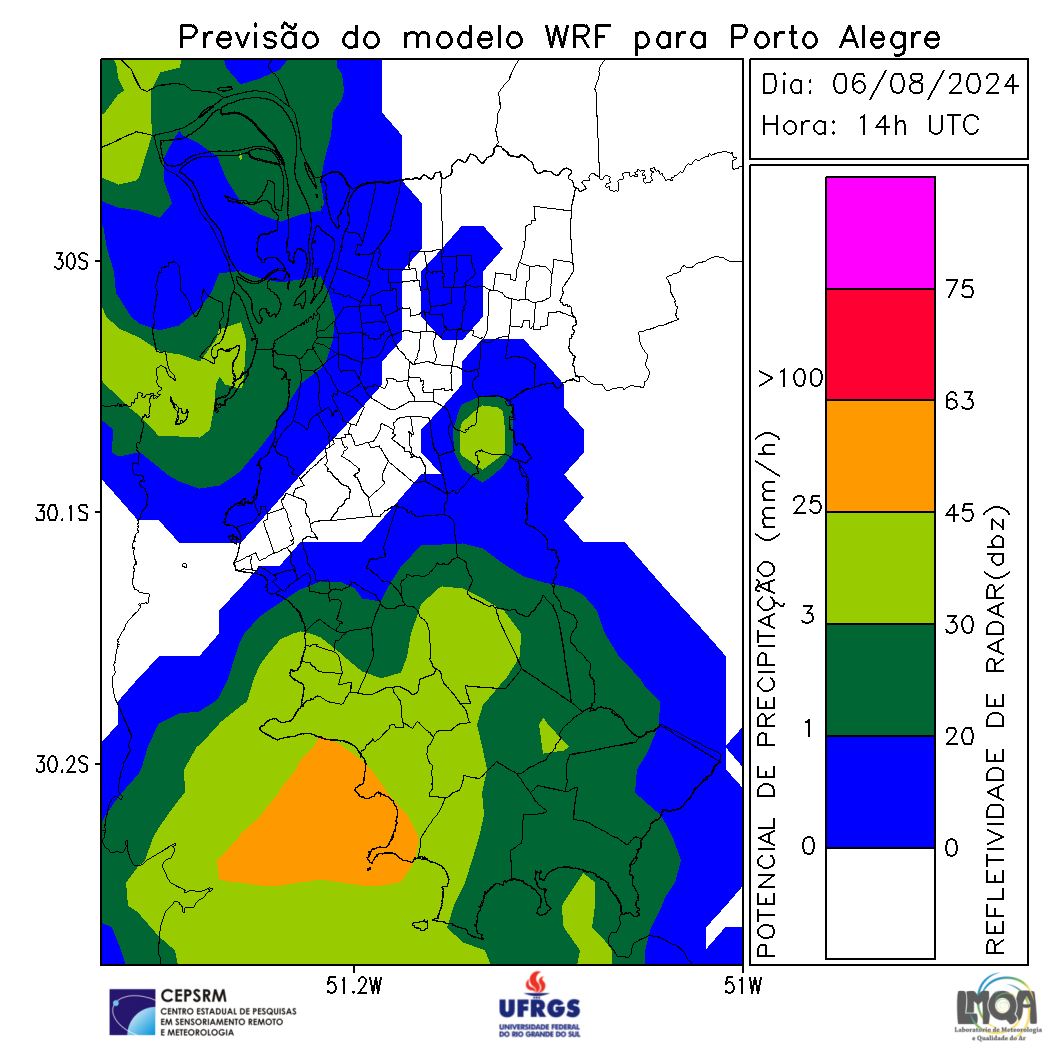 Previsão do modelo WRF para Porto Alegre
Dia: 06/08/2024
Hora: 14h UTC
30S
30.1S
30.2S
51.2W
51W
POTENCIAL DE PRECIPITAÇÃO (mm/h)
>100
25
3
1
0
75
63
45
30
20
0
REFLETIVIDADE DE RADAR(dbz)
CEPSRM
CENTRO ESTADUAL DE PESQUISAS
EM SENSORIAMENTO REMOTO
E METEOROLOGIA
UFRGS
UNIVERSIDADE FEDERAL
DO RIO GRANDE DO SUL
LMQA
Laboratório de Meteorologia
e Qualidade do Ar